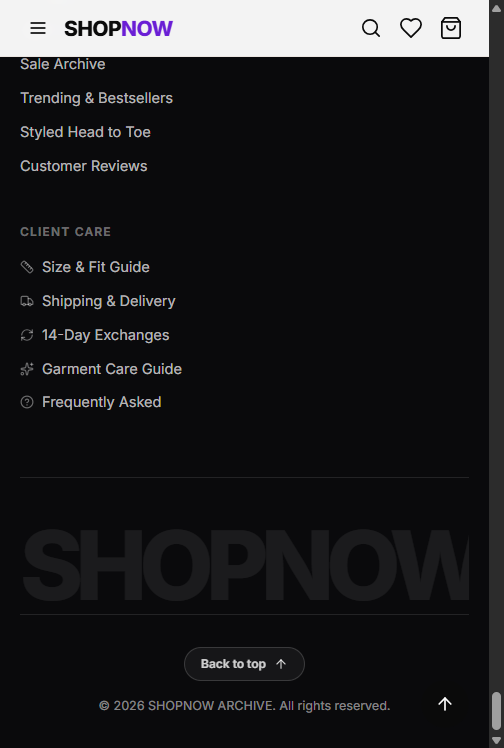 SHOPNOW
Sale Archive
Trending & Bestsellers
Styled Head to Toe
Customer Reviews
CLIENT CARE
Size & Fit Guide
Shipping & Delivery
14-Day Exchanges
Garment Care Guide
Frequently Asked
SHOPNOW
Back to top
© 2026 SHOPNOW ARCHIVE. All rights reserved.